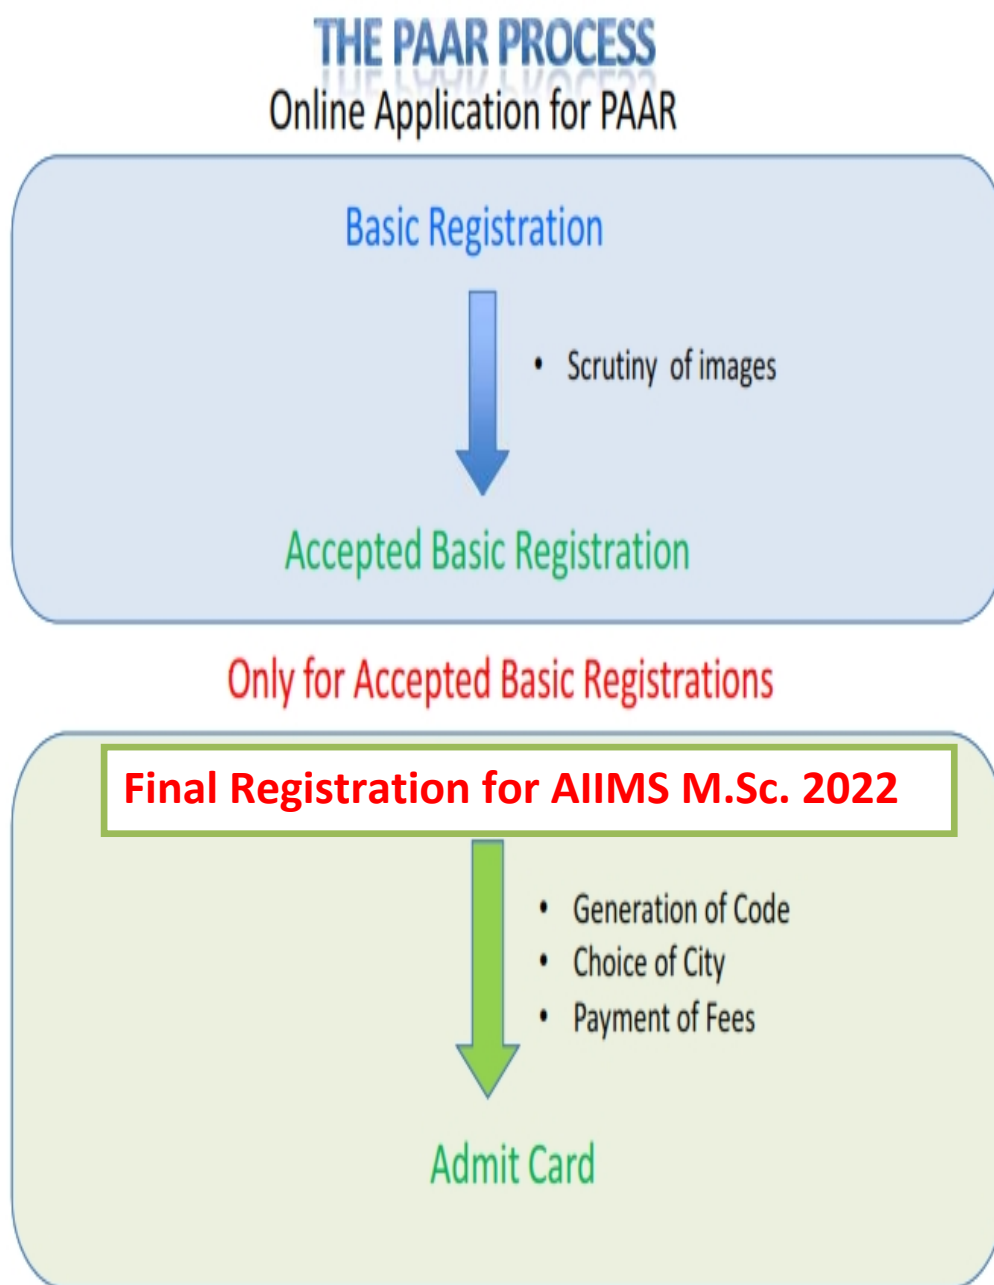 THE PAAR PROCESS
Online Application for PAAR
Basic Registration
• Scrutiny of images
Accepted Basic Registration
Only for Accepted Basic Registrations
Final Registration for AIIMS M.Sc. 2022
• Generation of Code
• Choice of City
• Payment of Fees
Admit Card